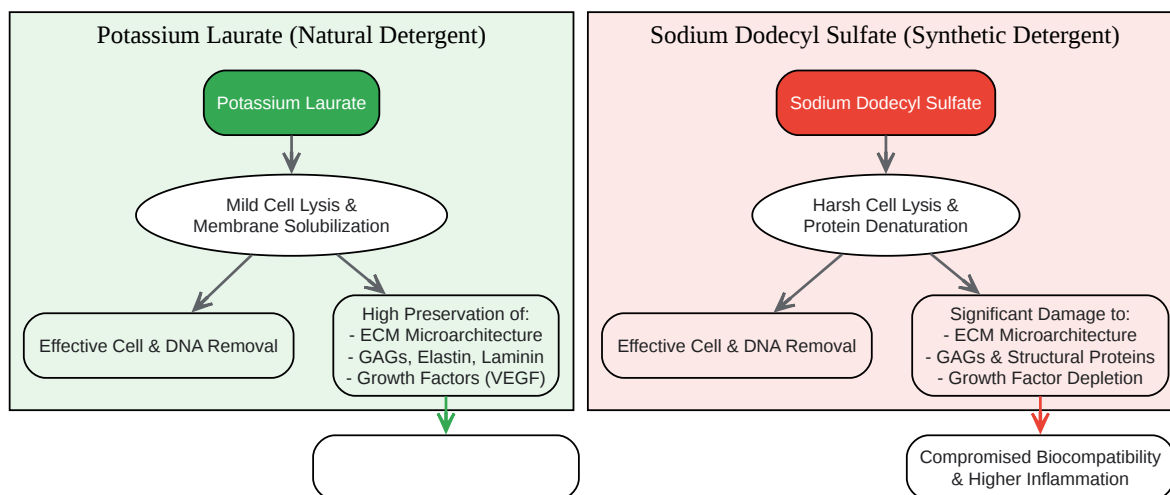 Potassium Laurate (Natural Detergent)
Potassium Laurate
Mild Cell Lysis &
Membrane Solubilization
Effective Cell & DNA Removal
High Preservation of:
- ECM Microarchitecture
- GAGs, Elastin, Laminin
- Growth Factors (VEGF)
Sodium Dodecyl Sulfate (Synthetic Detergent)
Sodium Dodecyl Sulfate
Harsh Cell Lysis &
Protein Denaturation
Effective Cell & DNA Removal
Significant Damage to:
- ECM Microarchitecture
- GAGs & Structural Proteins
- Growth Factor Depletion
Compromised Biocompatibility
& Higher Inflammation